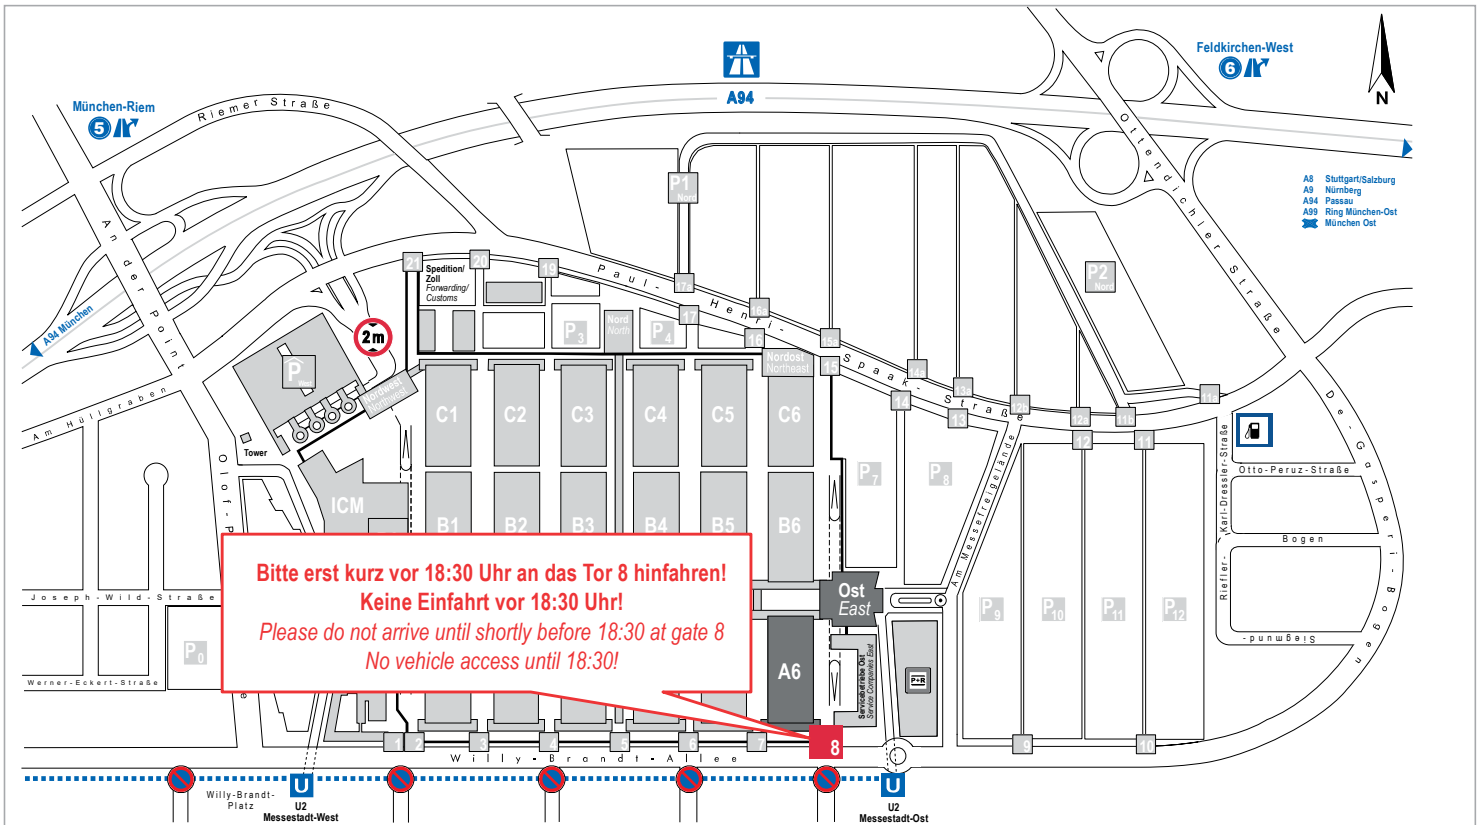 A94
Feldkirchen-West
6
N
München-Riem
5
Riemer Straße
An der Point
Ottendichler Straße
A8 Stuttgart/Salzburg
A9 Nürnberg
A94 Passau
A99 Ring München-Ost
München Ost
P1
Nord
P2
Nord
21
20
19
Spedition/
Zoll
Forwarding/
Customs
Paul-Henri-Spaak-Straße
17a
17
16a
16
15a
15
14a
14
13a
13
12b
12a
12
11b
11a
11
A94 München
2m
P
West
P3
Nord
North
P4
Nordost
Northeast
Nordwest
Northwest
Am Hüllgraben
Tower
C1
C2
C3
C4
C5
C6
P7
P8
Am Messefreigelände
Karl-Dressler-Straße
Otto-Peruz-Straße
De-Gasperi-Bogen
ICM
B1
B2
B3
B4
B5
B6
Bogen
Riefler-
Siegmund-
Joseph-Wild-Straße
Bitte erst kurz vor 18:30 Uhr an das Tor 8 hinfahren!
Keine Einfahrt vor 18:30 Uhr!
Please do not arrive until shortly before 18:30 at gate 8
No vehicle access until 18:30!
Ost
East
P9
P10
P11
P12
P0
Werner-Eckert-Straße
A6
Servicebetriebe Ost
Service Companies East
P+R
1
2
3
4
5
6
7
8
9
10
Willy-Brandt-Allee
Willy-Brandt-
Platz
U
U2
Messestadt-West
U
U2
Messestadt-Ost